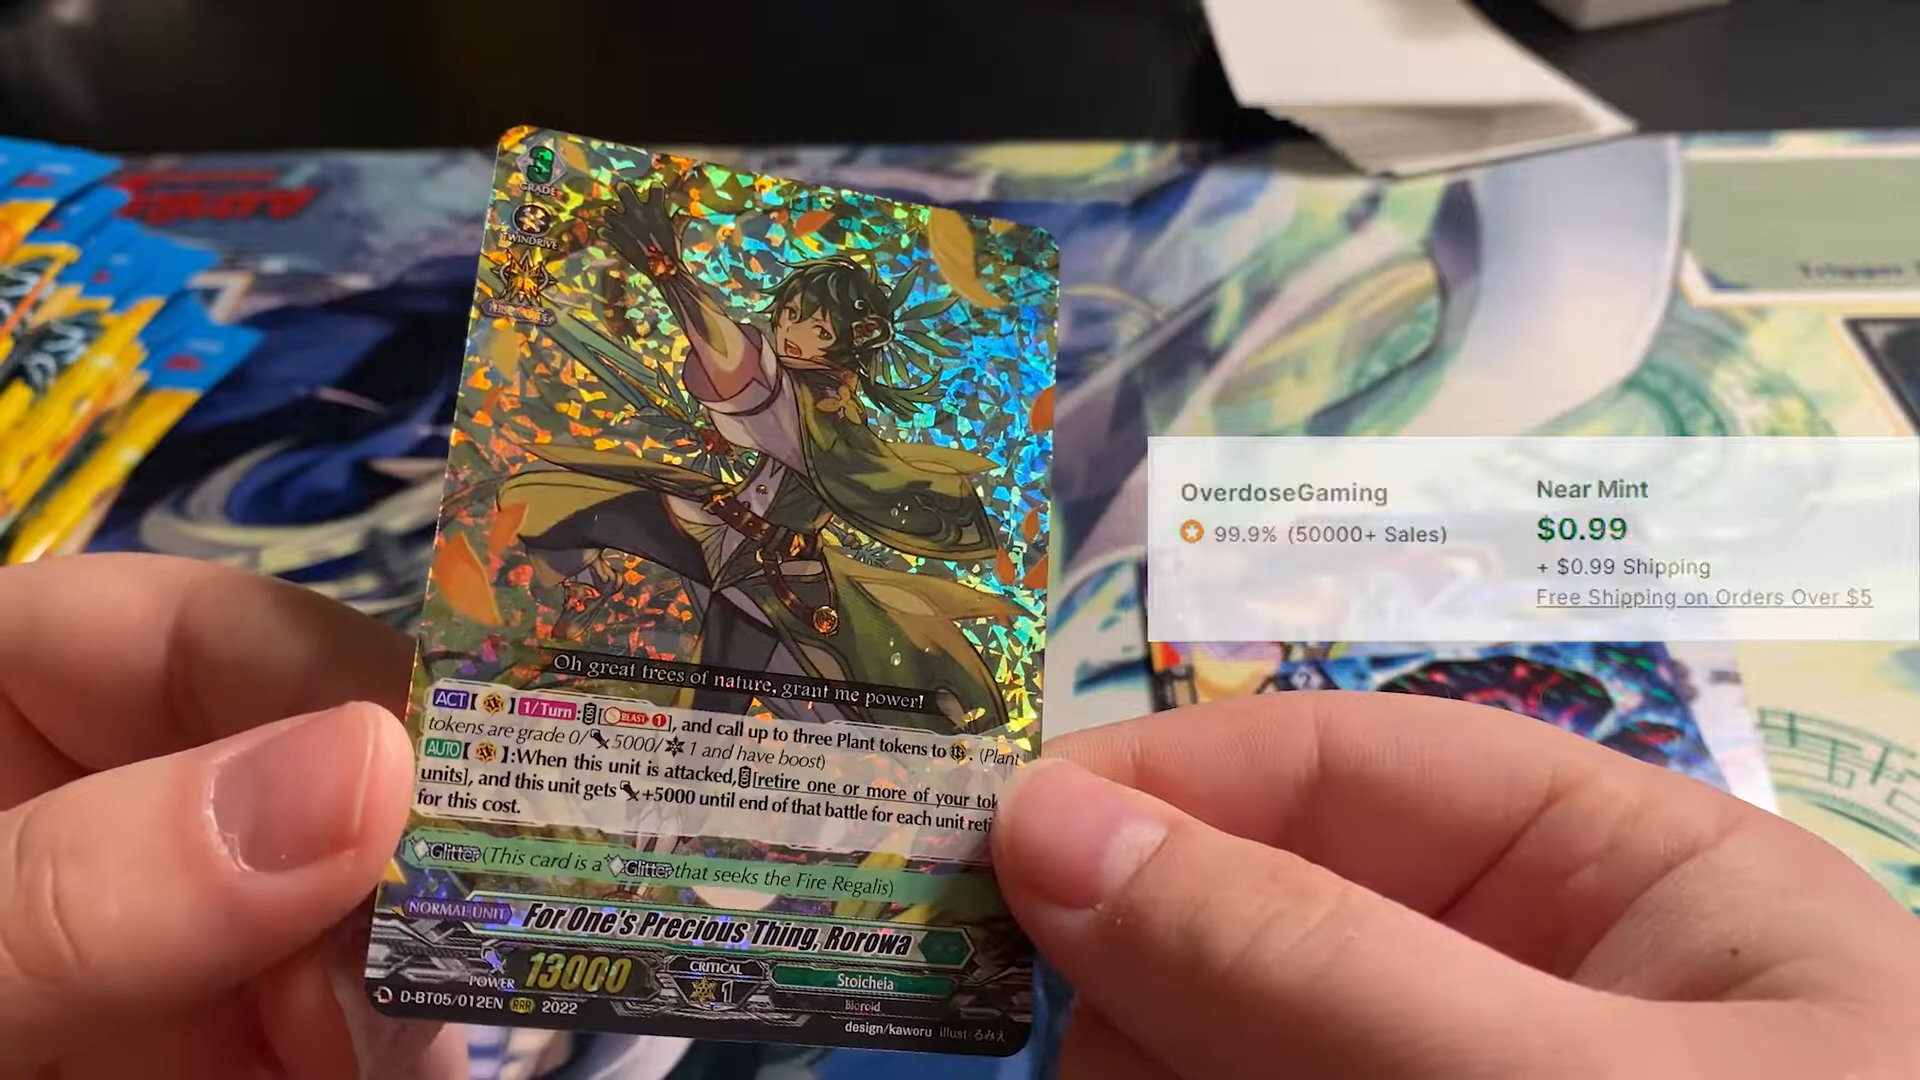 3
GRADE
TWINDRIVE
Oh great trees of nature, grant me power!
ACT【 】1/Turn:COST[BLAST 1], and call up to three Plant tokens to . (Plant
tokens are grade 0/ 5000/ 1 and have boost)
AUTO【 】:When this unit is attacked, COST[retire one or more of your
units], and this unit gets +5000 until end of that battle for each unit
for this cost.
Glitter (This card is a Glitter that seeks the Fire Regalis)
NORMAL UNIT For One's Precious Thing, Rorowa
POWER 13000 CRITICAL 1 Stoicheia
Bioroid
D-BT05/012EN RRR 2022
design/kaworu illust/るみえ
OverdoseGaming
99.9% (50000+ Sales)
Near Mint
$0.99
+ $0.99 Shipping
Free Shipping on Orders Over $5